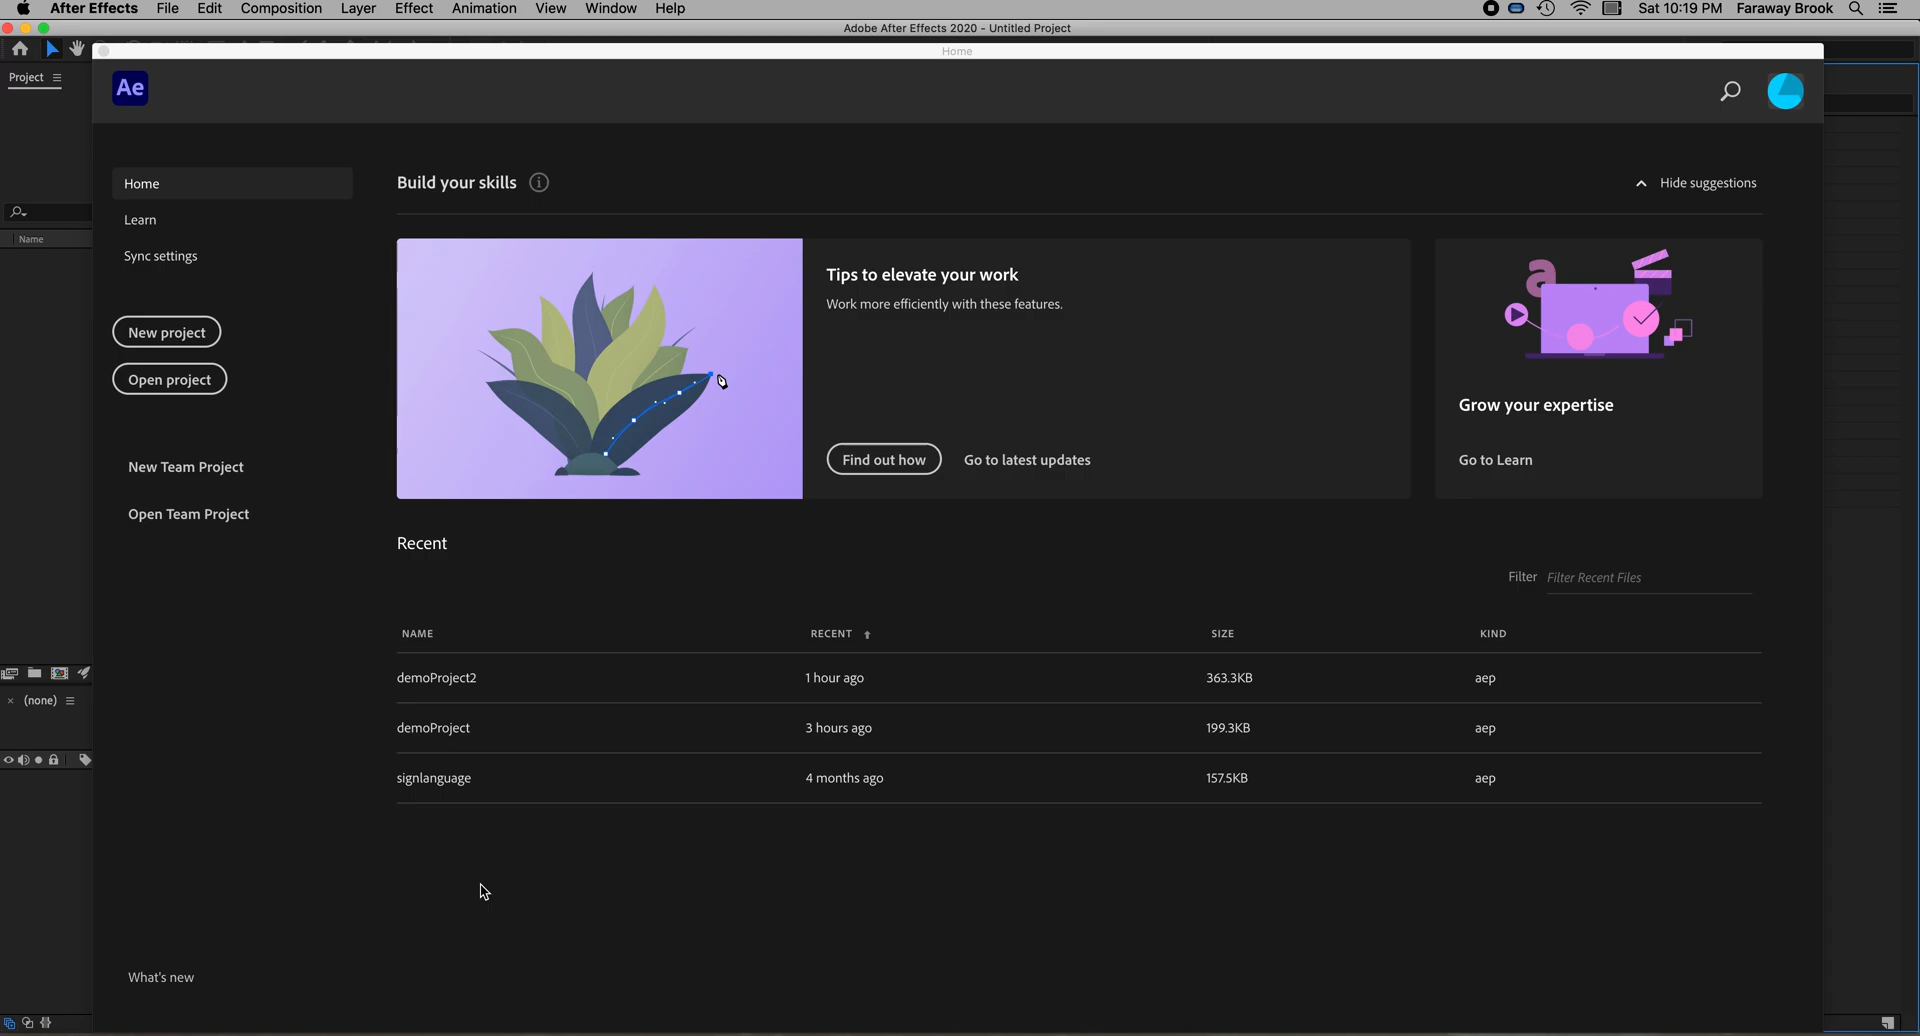 After Effects File Edit Composition Layer Effect Animation View Window Help Sat 10:19 PM Faraway Brook
Adobe After Effects 2020 - Untitled Project
Home
Project
Ae
Home
Learn
Sync settings
New project
Open project
New Team Project
Open Team Project
What's new
Name
(none)
Build your skills
Hide suggestions
Tips to elevate your work
Work more efficiently with these features.
Find out how Go to latest updates
a
Grow your expertise
Go to Learn
Recent
Filter Filter Recent Files
NAME RECENT SIZE KIND
demoProject2 1 hour ago 363.3KB aep
demoProject 3 hours ago 199.3KB aep
signlanguage 4 months ago 157.5KB aep